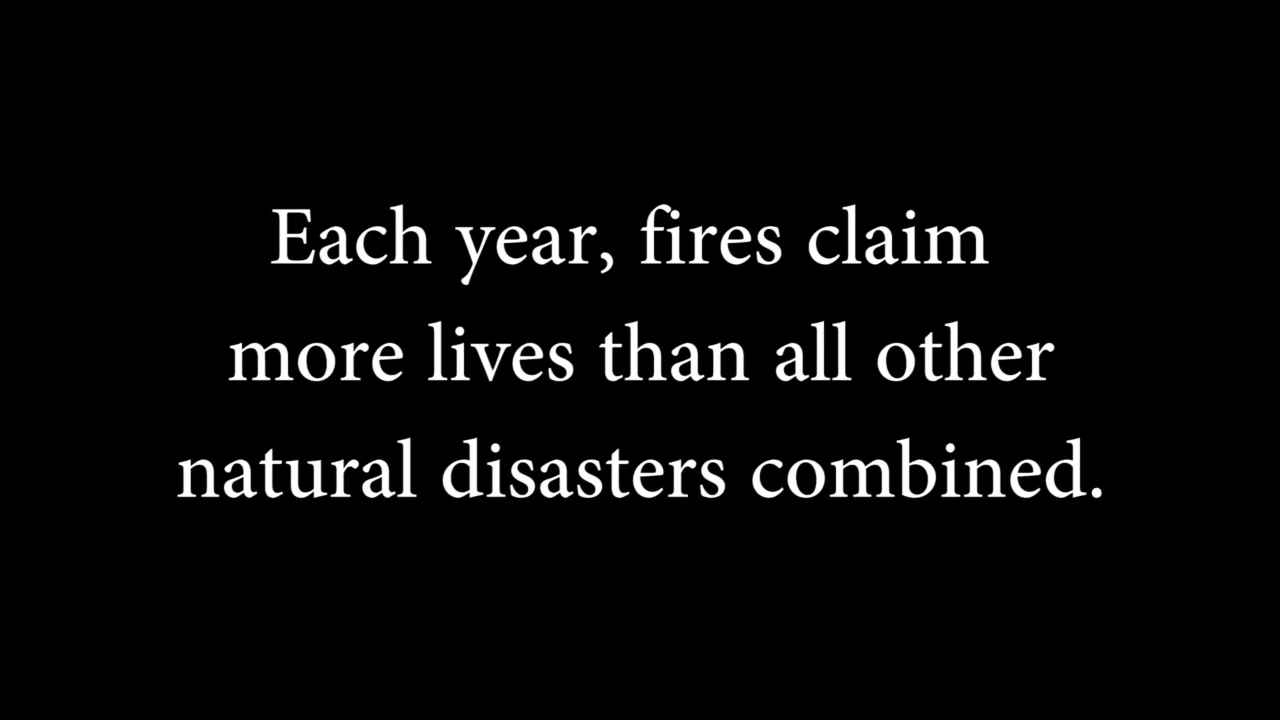 Each year, fires claim
more lives than all other
natural disasters combined.